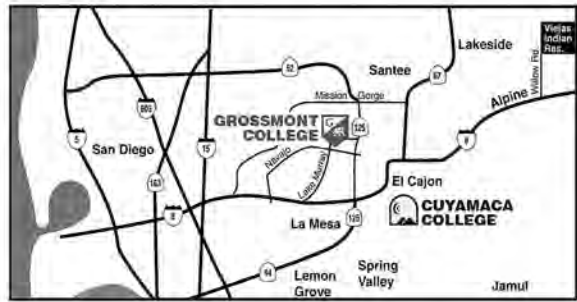 Viejas
Indian
Res.
Lakeside
Willow Rd.
52
Santee
67
Mission Gorge
Alpine
805
GROSSMONT
COLLEGE
G
125
5
San Diego
15
8
Navajo
Lake Murray
163
El Cajon
CUYAMACA
COLLEGE
8
La Mesa
125
94
Lemon
Grove
Spring
Valley
Jamul